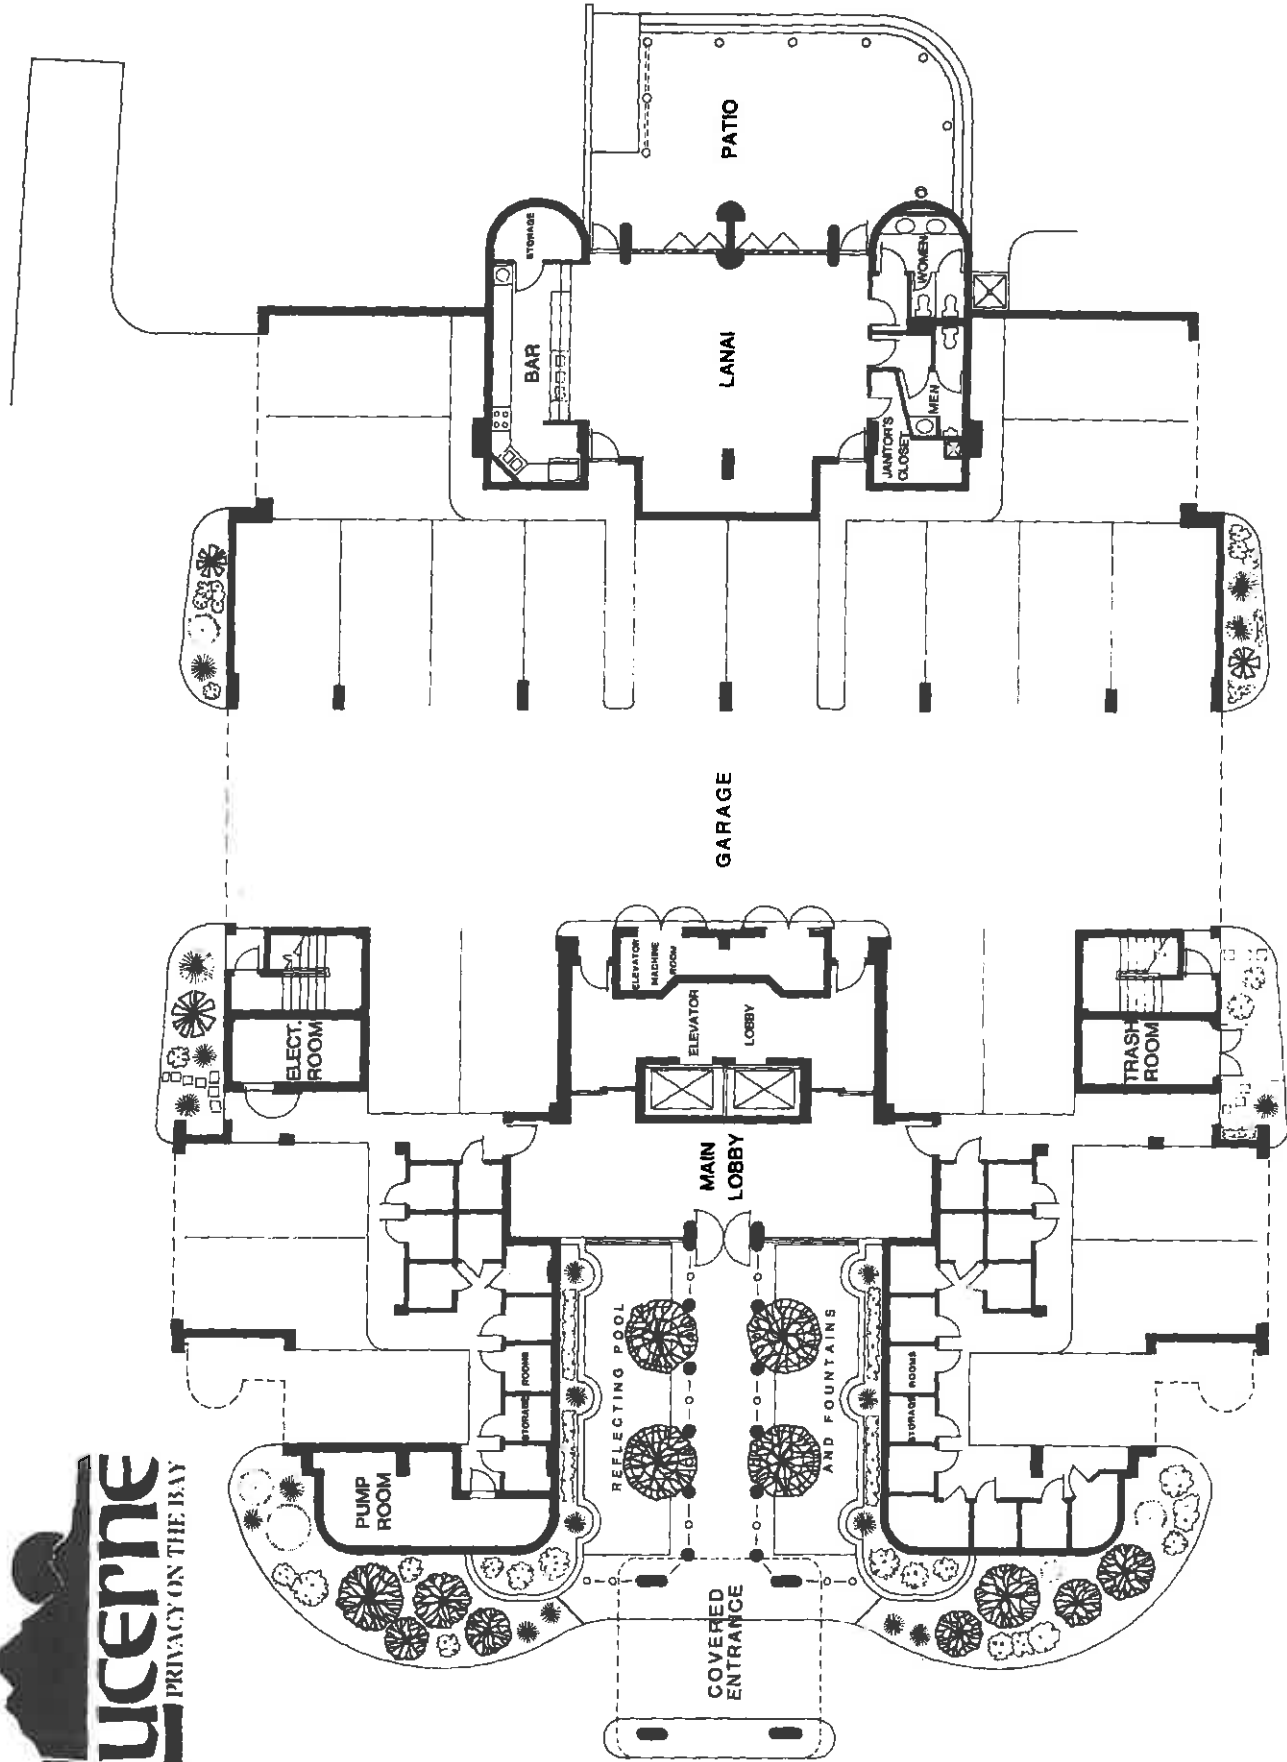 Lucerne
PRIVACY ON THE BAY
PUMP
ROOM
ELECT.
ROOM
STORAGE ROOMS
BAR
STORAGE
REFLECTING POOL
ELEVATOR
MACHINE
ROOM
COVERED
ENTRANCE
MAIN
LOBBY
ELEVATOR
LOBBY
GARAGE
LANAI
PATIO
AND FOUNTAINS
STORAGE ROOMS
JANITOR'S
CLOSET
MEN
WOMEN
TRASH
ROOM